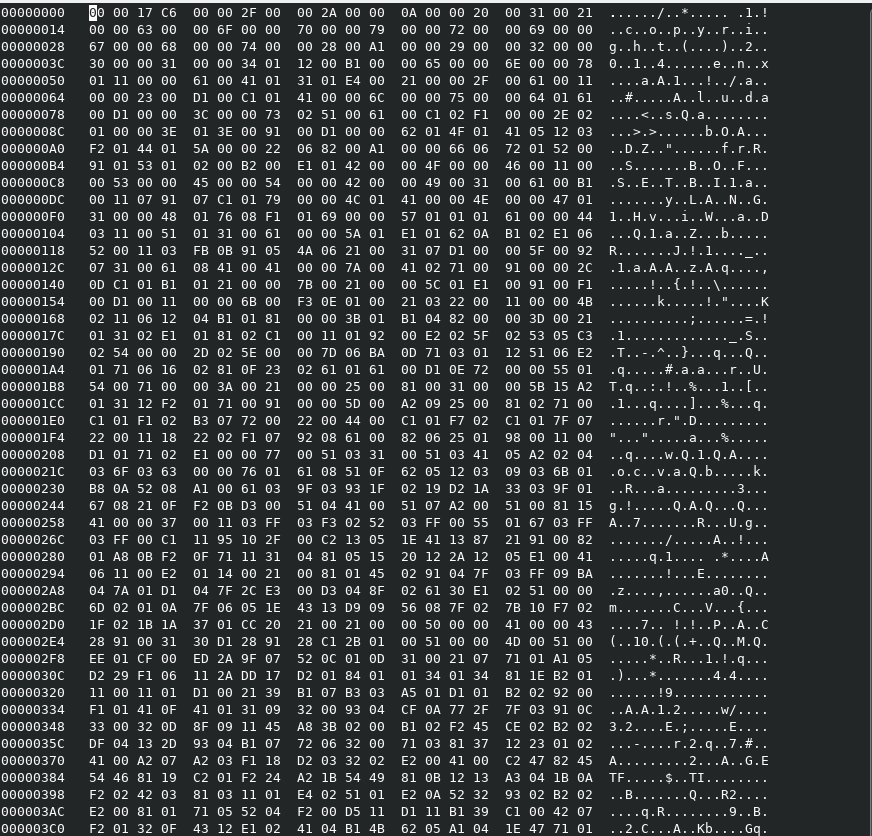 00000000 00 00 17 C6 00 00 2F 00 00 2A 00 00 0A 00 00 20 00 31 00 21 ....../..*..... .1.!
00000014 00 00 63 00 00 6F 00 00 70 00 00 79 00 00 72 00 00 69 00 00 ..c..o..p..y..r..i..
00000028 67 00 00 68 00 00 74 00 00 28 00 A1 00 00 29 00 00 32 00 00 g..h..t..(....)..2..
0000003C 30 00 00 31 00 00 34 01 12 00 B1 00 00 65 00 00 6E 00 00 78 0..1..4......e..n..x
00000050 01 11 00 00 61 00 41 01 31 01 E4 00 21 00 00 2F 00 61 00 11 ....a.A.1...!../.a..
00000064 00 00 23 00 D1 00 C1 01 41 00 00 6C 00 00 75 00 00 64 01 61 ..#.....A..l..u..d.a
00000078 00 D1 00 00 3C 00 00 73 02 51 00 61 00 C1 02 F1 00 00 2E 02 ....<..s.Q.a........
0000008C 01 00 00 3E 01 3E 00 91 00 D1 00 00 62 01 4F 01 41 05 12 03 ...>.>......b.O.A...
000000A0 F2 01 44 01 5A 00 00 22 06 82 00 A1 00 00 66 06 72 01 52 00 ..D.Z.."......f.r.R.
000000B4 91 01 53 01 02 00 B2 00 E1 01 42 00 00 4F 00 00 46 00 11 00 ..S.......B..O..F...
000000C8 00 53 00 00 45 00 00 54 00 00 42 00 00 49 00 31 00 61 00 B1 .S..E..T..B..I.1.a..
000000DC 00 11 07 91 07 C1 01 79 00 00 4C 01 41 00 00 4E 00 00 47 01 .......y..L.A..N..G.
000000F0 31 00 00 48 01 76 08 F1 01 69 00 00 57 01 01 01 61 00 00 44 1..H.v...i..W...a..D
00000104 03 11 00 51 01 01 31 00 61 00 00 5A 01 E1 01 62 0A B1 02 E1 06 ...Q.1.a..Z...b.....
00000118 52 00 11 03 FB 0B 91 05 4A 06 21 00 31 07 D1 00 00 5F 00 92 R.......J.!.1...._..
0000012C 07 31 00 61 08 41 00 41 00 00 7A 00 41 02 71 00 91 00 00 2C .1.a.A.A..z.A.q....,
00000140 0D C1 01 B1 01 21 00 00 7B 00 21 00 00 5C 01 E1 00 91 00 F1 .....!..{.!..\......
00000154 00 D1 00 11 00 00 6B 00 F3 0E 01 00 21 03 22 00 11 00 00 4B ......k.....!."....K
00000168 02 11 06 12 04 B1 01 81 00 00 3B 01 B1 04 82 00 00 3D 00 21 ..........;......=.!
0000017C 01 31 02 E1 01 81 02 C1 00 11 01 92 00 E2 02 5F 02 53 05 C3 .1............._.S..
00000190 02 54 00 00 2D 02 5E 00 00 7D 06 BA 0D 71 03 01 12 51 06 E2 .T..-.^..}...q...Q..
000001A4 01 71 06 16 02 81 0F 23 02 61 01 61 00 D1 0E 72 00 00 55 01 .q.....#.a.a...r..U.
000001B8 54 00 71 00 00 3A 00 21 00 00 25 00 81 00 31 00 00 5B 15 A2 T.q..:.!..%...1..[..
000001CC 01 31 12 F2 01 71 00 91 00 00 5D 00 A2 09 25 00 81 02 71 00 .1...q....]...%...q.
000001E0 C1 01 F1 02 B3 07 72 00 22 00 44 00 C1 01 F7 02 C1 01 7F 07 ......r.".D.........
000001F4 22 00 11 18 22 02 F1 07 92 08 61 00 82 06 25 01 98 00 11 00 "...".....a...%.....
00000208 D1 01 71 02 E1 00 00 77 00 51 03 31 00 51 03 41 05 A2 02 04 ..q....w.Q.1.Q.A....
0000021C 03 6F 03 63 00 00 76 01 61 08 51 0F 62 05 12 03 09 03 6B 01 .o.c..v.a.Q.b.....k.
00000230 B8 0A 52 08 A1 00 61 03 9F 03 93 1F 02 19 D2 1A 33 03 9F 01 ..R...a.........3...
00000244 67 08 21 0F F2 0B D3 00 51 04 41 00 51 07 A2 00 51 00 81 15 g.!.....Q.A.Q...Q...
00000258 41 00 00 37 00 11 03 FF 03 F3 02 52 03 FF 00 55 01 67 03 FF A..7.......R...U.g..
0000026C 03 FF 00 C1 11 95 10 2F 00 C2 13 05 1E 41 13 87 21 91 00 82 ......./.....A..!...
00000280 01 A8 0B F2 0F 71 11 31 04 81 05 15 20 12 2A 12 05 E1 00 41 .....q.1.... .*....A
00000294 06 11 00 E2 01 14 00 21 00 81 01 45 02 91 04 7F 03 FF 09 BA .......!...E........
000002A8 04 7A 01 D1 04 7F 2C E3 00 D3 04 8F 02 61 30 E1 02 51 00 00 .z....,......a0..Q..
000002BC 6D 02 01 0A 7F 06 05 1E 43 13 D9 09 56 08 7F 02 7B 10 F7 02 m.......C...V...{...
000002D0 1F 02 1B 1A 37 01 CC 20 21 00 21 00 00 50 00 00 41 00 00 43 ....7.. !.!..P..A..C
000002E4 28 91 00 31 30 D1 28 91 28 C1 2B 01 00 51 00 00 4D 00 51 00 (..10.(.(.+..Q..M.Q.
000002F8 EE 01 CF 00 ED 2A 9F 07 52 0C 01 0D 31 00 21 07 71 01 A1 05 .....*..R...1.!.q...
0000030C D2 29 F1 06 11 2A DD 17 D2 01 84 01 01 34 01 34 81 1E B2 01 .)...*.......4.4....
00000320 11 00 11 01 D1 00 21 39 B1 07 B3 03 A5 01 D1 01 B2 02 92 00 ......!9............
00000334 F1 01 41 0F 41 01 31 09 32 00 93 04 CF 0A 77 2F 7F 03 91 0C ..A.A.1.2.....w/....
00000348 33 00 32 0D 8F 09 11 45 A8 3B 02 00 B1 02 F2 45 CE 02 B2 02 3.2....E.;.....E....
0000035C DF 04 13 2D 93 04 B1 07 72 06 32 00 71 03 81 37 12 23 01 02 ...-....r.2.q..7.#..
00000370 41 00 A2 07 A2 03 F1 18 D2 03 32 02 E2 00 41 00 C2 47 82 45 A.........2...A..G.E
00000384 54 46 81 19 C2 01 F2 24 A2 1B 54 49 81 0B 12 13 A3 04 1B 0A TF.....$..TI........
00000398 F2 02 42 03 81 03 11 01 E4 02 51 01 E2 0A 52 32 93 02 B2 02 ..B.......Q...R2....
000003AC E2 00 81 01 71 05 52 04 F2 00 D5 11 D1 11 B1 39 C1 00 42 07 ....q.R........9..B.
000003C0 F2 01 32 0F 43 12 E1 02 41 04 B1 4B 62 05 A1 04 1E 47 71 01 ..2.C...A..Kb....Gq.